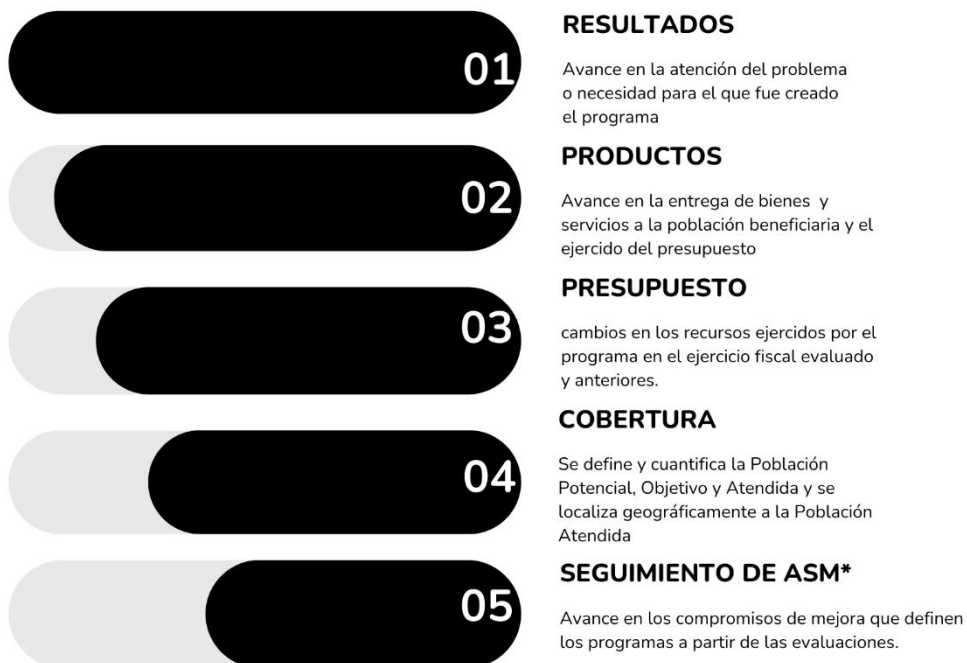 01
RESULTADOS
Avance en la atención del problema
o necesidad para el que fue creado
el programa
02
PRODUCTOS
Avance en la entrega de bienes y
servicios a la población beneficiaria y el
ejercido del presupuesto
03
PRESUPUESTO
cambios en los recursos ejercidos por el
programa en el ejercicio fiscal evaluado
y anteriores.
04
COBERTURA
Se define y cuantifica la Población
Potencial, Objetivo y Atendida y se
localiza geográficamente a la Población
Atendida
05
SEGUIMIENTO DE ASM*
Avance en los compromisos de mejora que definen
los programas a partir de las evaluaciones.